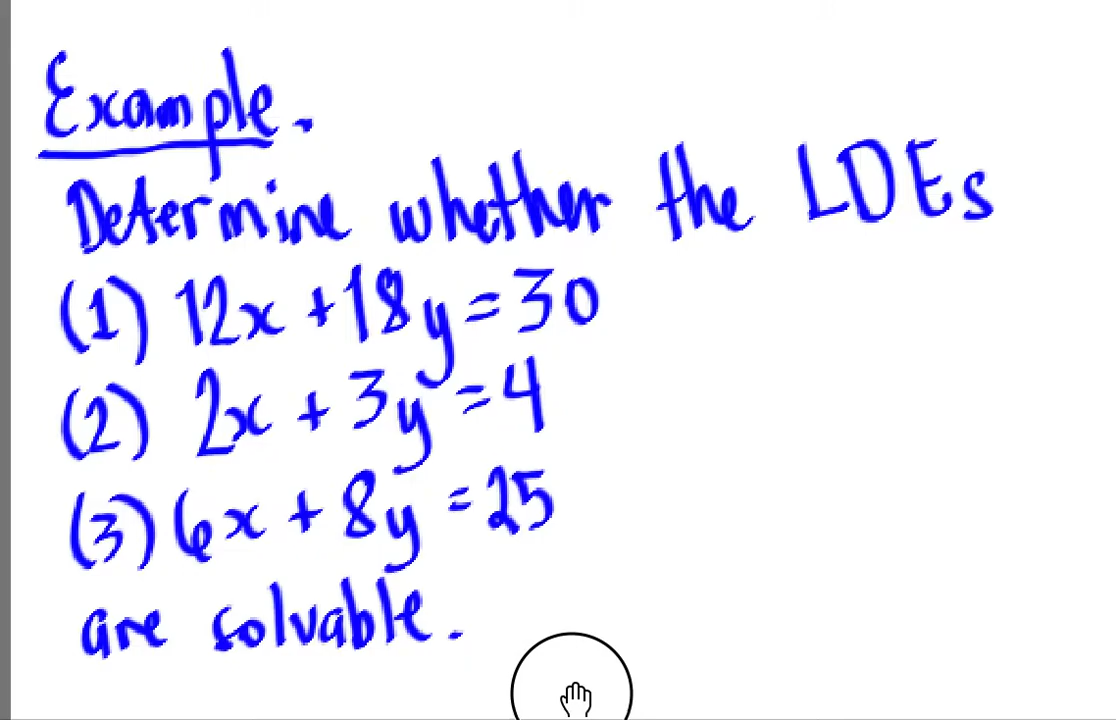 Example.
Determine whether the LDEs
(1) 12x + 18y = 30
(2) 2x + 3y = 4
(3) 6x + 8y = 25
are solvable.